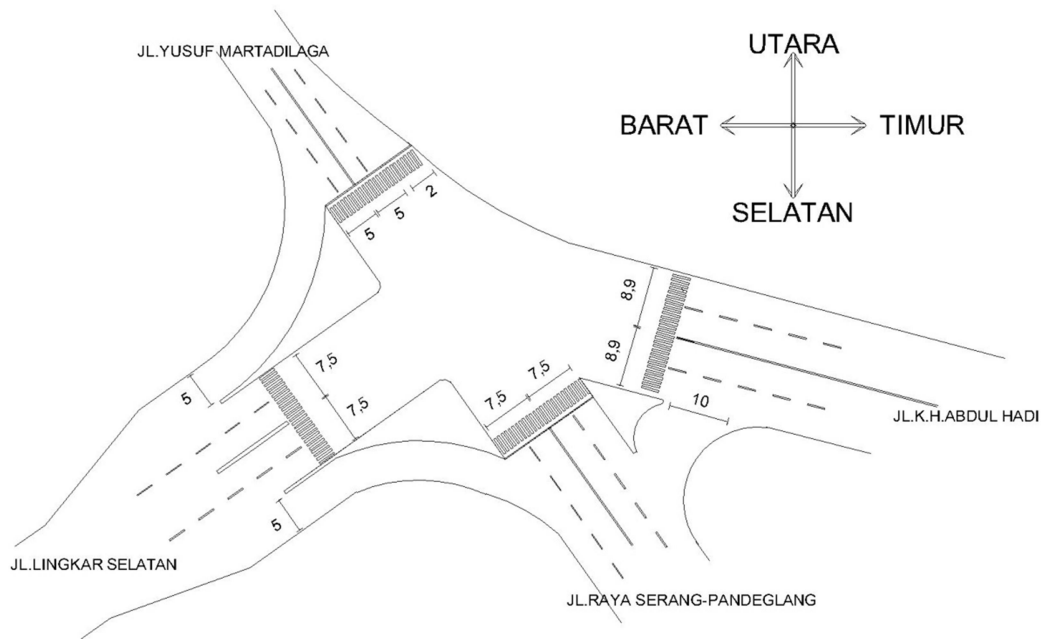 JL.YUSUF MARTADILAGA
UTARA
BARAT
TIMUR
SELATAN
5
5
2
8,9
8,9
7,5
7,5
7,5
7,5
5
10
JL.K.H.ABDUL HADI
5
JL.LINGKAR SELATAN
JL.RAYA SERANG-PANDEGLANG